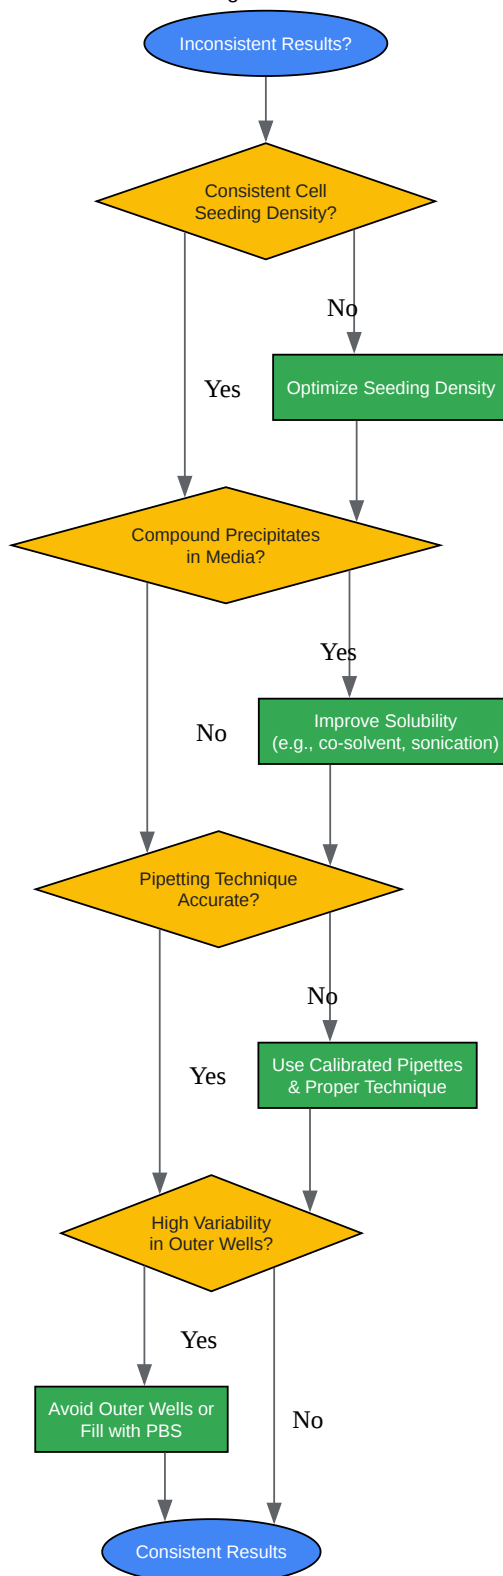 Inconsistent Results?
Consistent Cell
Seeding Density?
No
Optimize Seeding Density
Yes
Compound Precipitates
in Media?
Yes
Improve Solubility
(e.g., co-solvent, sonication)
No
Pipetting Technique
Accurate?
No
Use Calibrated Pipettes
& Proper Technique
Yes
High Variability
in Outer Wells?
Yes
Avoid Outer Wells or
Fill with PBS
No
Consistent Results